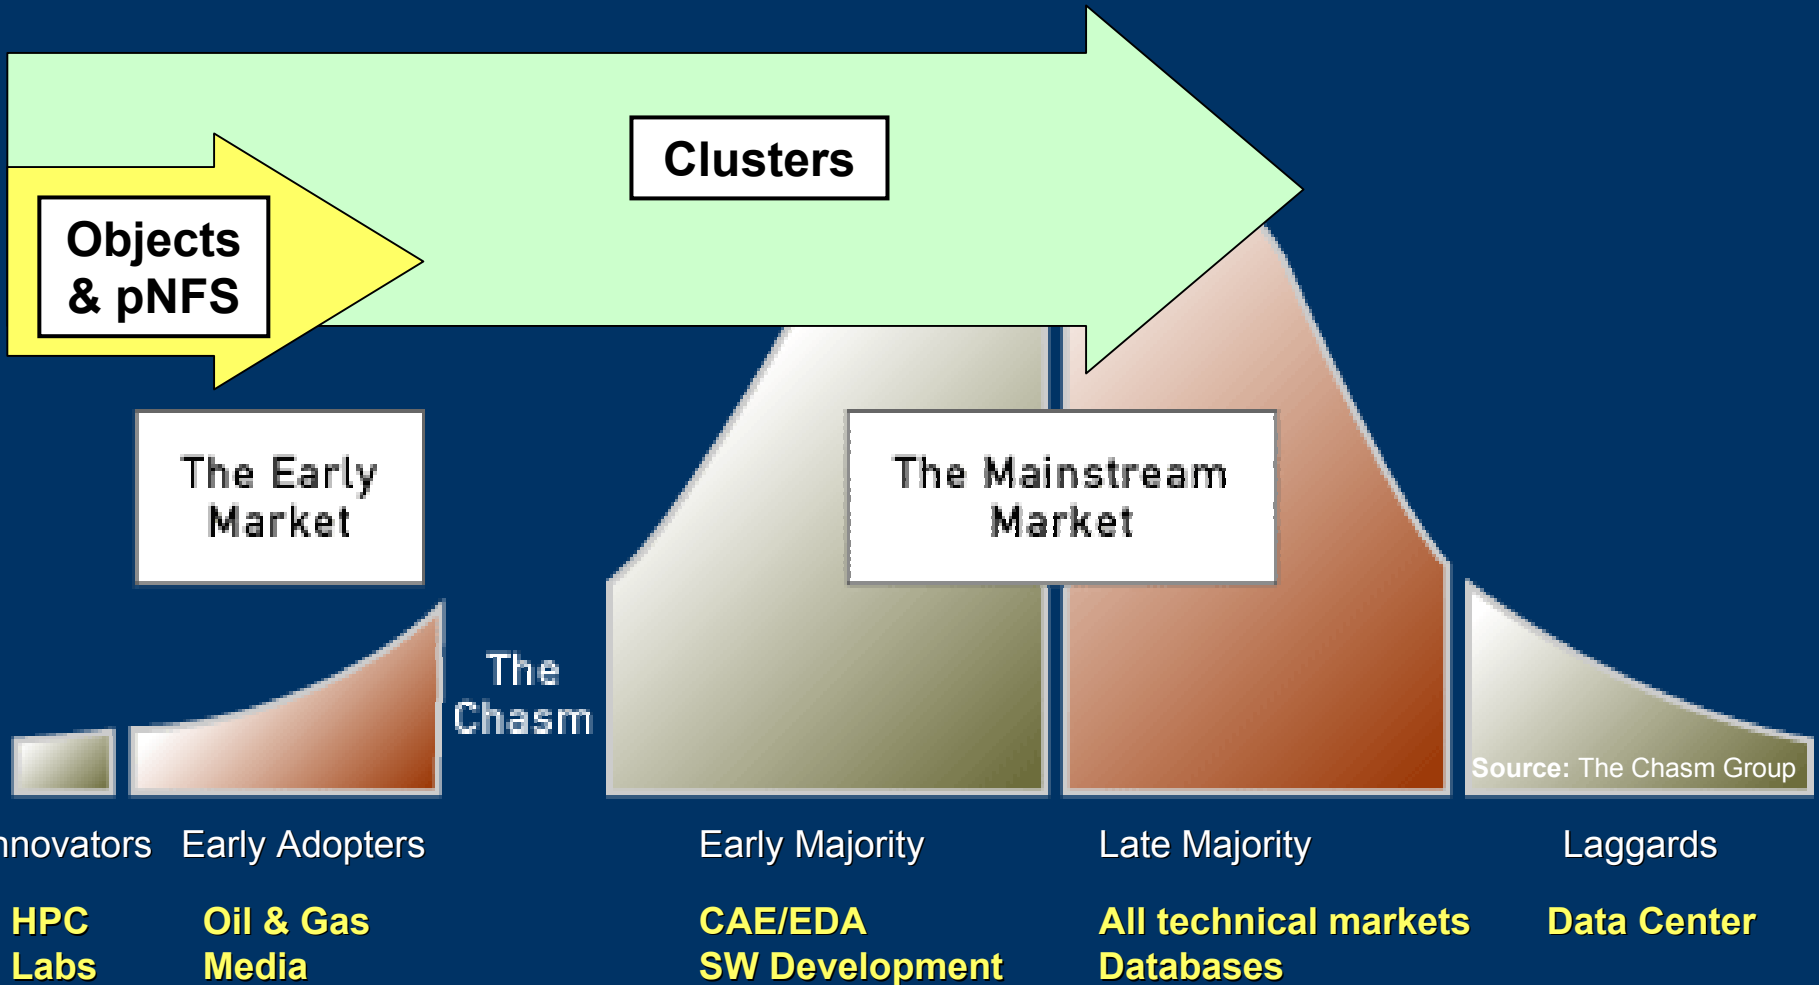 Clusters
Objects
& pNFS
The Early
Market
The Mainstream
Market
The
Chasm
Source: The Chasm Group
nnovators Early Adopters Early Majority Late Majority Laggards
HPC Oil & Gas CAE/EDA All technical markets Data Center
Labs Media SW Development Databases